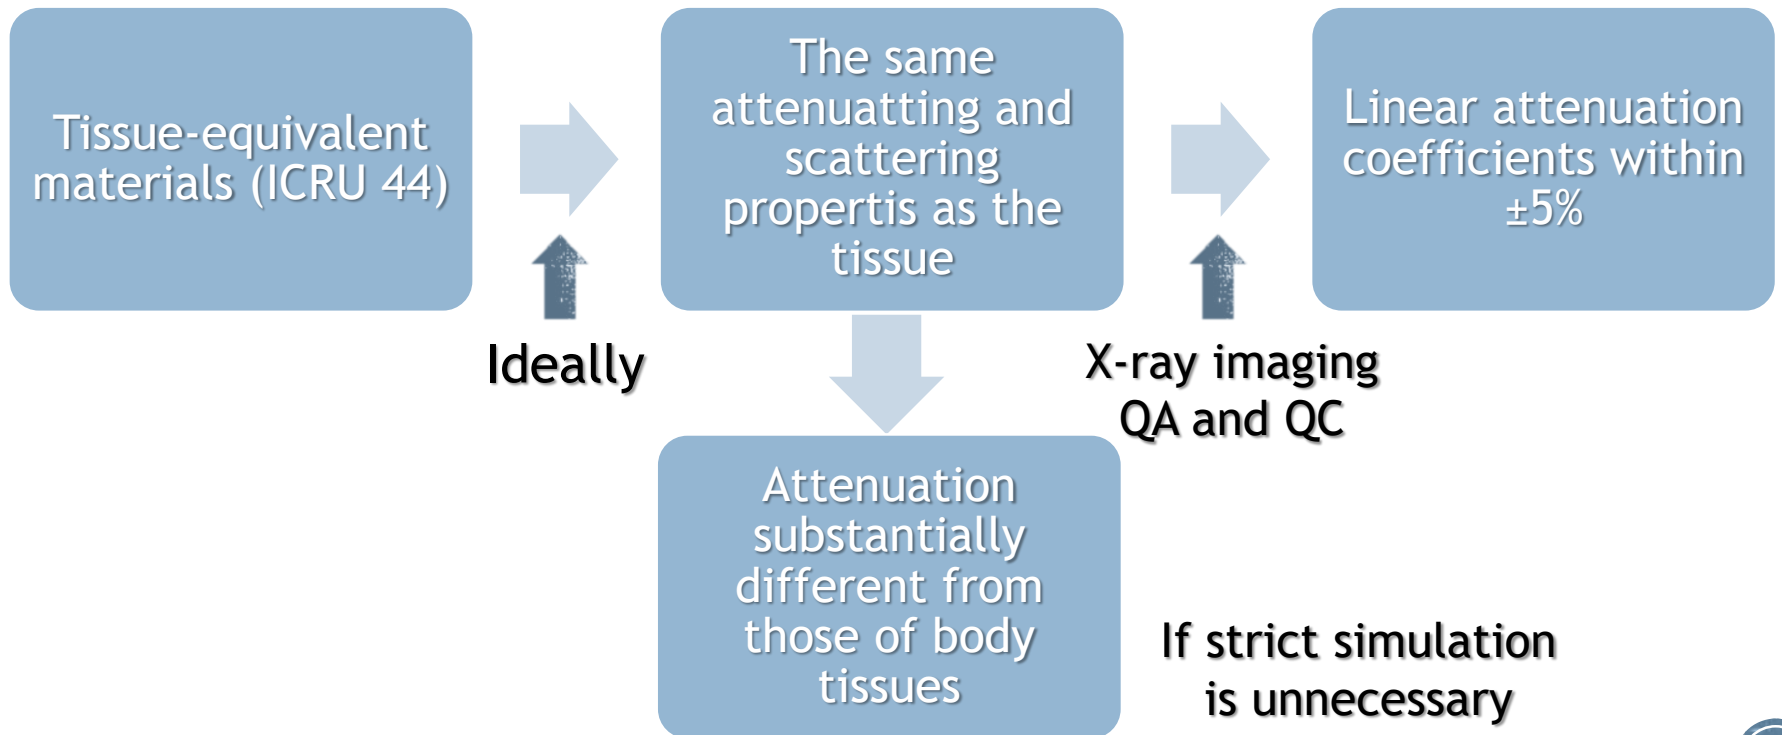 Tissue-equivalent
materials (ICRU 44)
The same
attenuatting and
scattering
propertis as the
tissue
Linear attenuation
coefficients within
±5%
Ideally
X-ray imaging
QA and QC
Attenuation
substantially
different from
those of body
tissues
If strict simulation
is unnecessary